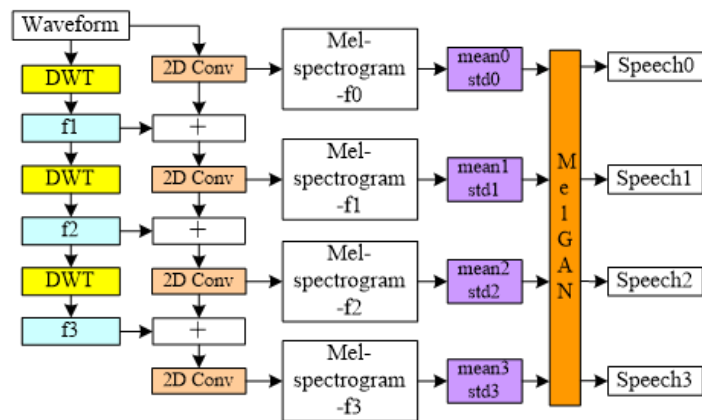 Waveform
DWT
2D Conv
Mel-
spectrogram
-f0
mean0
std0
Speech0
f1
+
DWT
2D Conv
Mel-
spectrogram
-f1
mean1
std1
Speech1
f2
+
DWT
2D Conv
Mel-
spectrogram
-f2
mean2
std2
Speech2
f3
+
2D Conv
Mel-
spectrogram
-f3
mean3
std3
Speech3
MelGAN